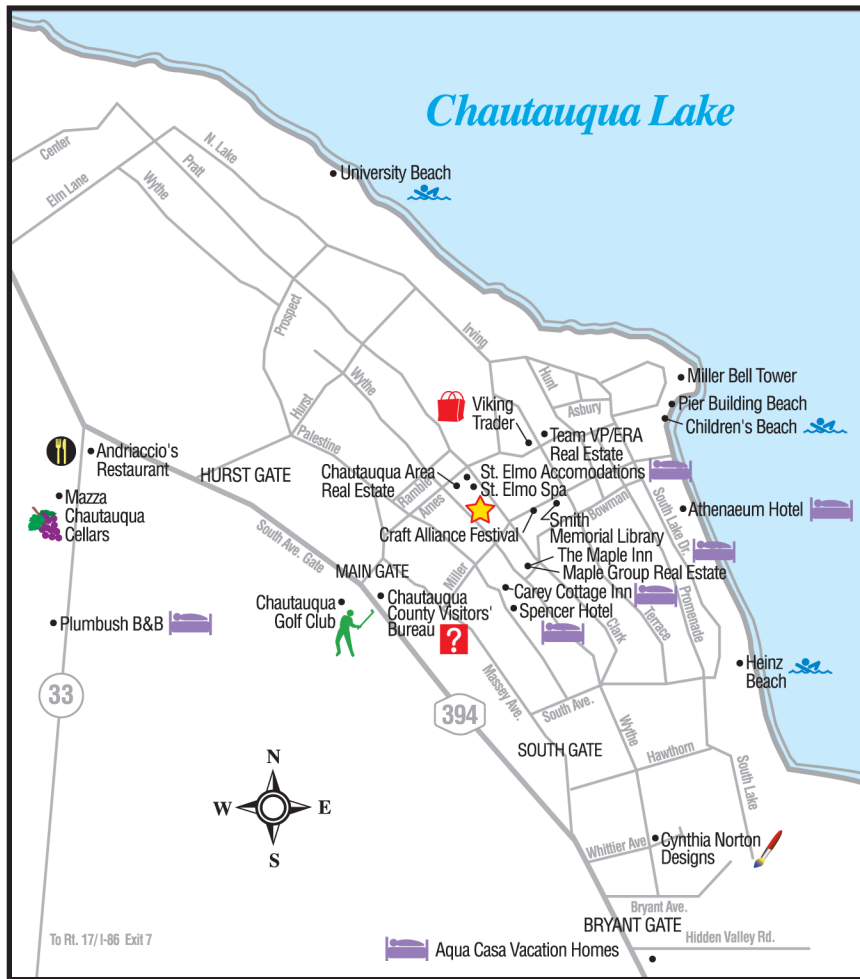 Chautauqua Lake
N. Lake
Center
Pratt
University Beach
Elm Lane
Wythe
Prospect
Irving
Hunt
Wythe
Miller Bell Tower
Hurst
Viking
Trader
Asbury
Pier Building Beach
Children's Beach
Palestine
Team VP/ERA
Real Estate
Andriaccio's
Restaurant
HURST GATE
Chautauqua Area
Real Estate
Ramble
Ames
St. Elmo Accomodations
St. Elmo Spa
Bowman
South Lake Dr.
Athenaeum Hotel
Mazza
Chautauqua
Cellars
South Ave. Gate
Craft Alliance Festival
Smith
Memorial Library
The Maple Inn
Maple Group Real Estate
MAIN GATE
Miller
Carey Cottage Inn
Spencer Hotel
Promenade
Terrace
Clark
Chautauqua
Golf Club
Chautauqua
County Visitors'
Bureau
?
Plumbush B&B
Heinz
Beach
33
394
Massey Ave.
South Ave.
Wythe
SOUTH GATE
Hawthorn
South Lake
N
W
E
S
Whittier Ave
Cynthia Norton
Designs
Bryant Ave.
BRYANT GATE
To Rt. 17/I-86 Exit 7
Hidden Valley Rd.
Aqua Casa Vacation Homes